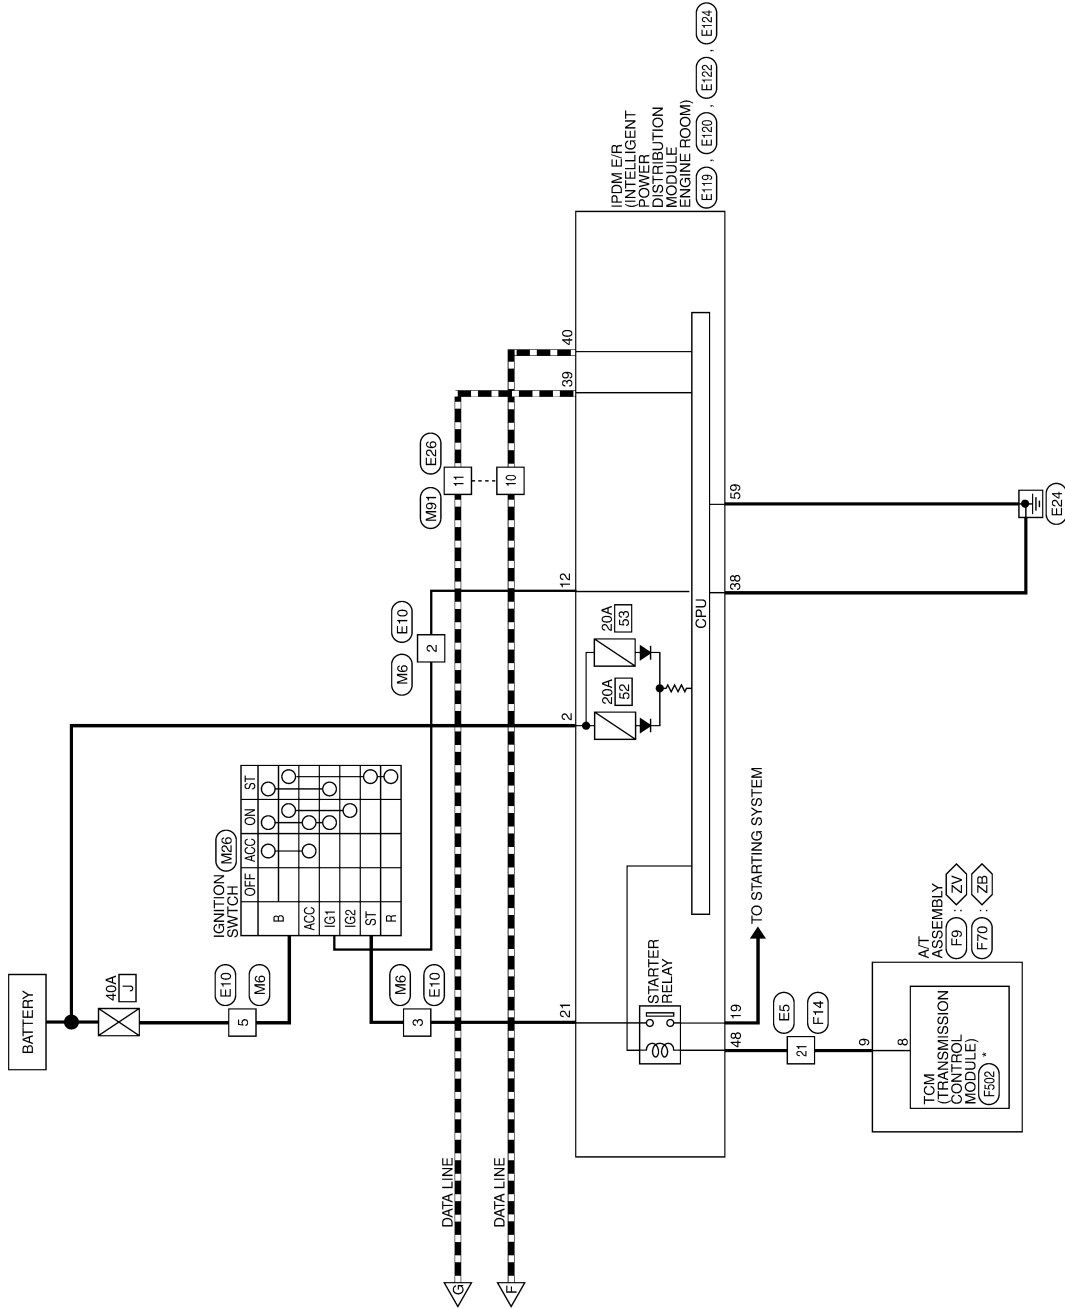 BATTERY
40A
J
E10
M6
5
IGNITION
SWTCH
M26
OFF
ACC
ON
ST
B
ACC
IG1
IG2
ST
R
M6
E10
3
M6
E10
2
M91
E26
11
10
DATA LINE
G
DATA LINE
F
21
2
12
39
40
IPDM E/R
(INTELLIGENT
POWER
DISTRIBUTION
MODULE
ENGINE ROOM)
E119 , E120 , E122 , E124
20A
52
20A
53
CPU
STARTER
RELAY
48
19
38
59
TO STARTING SYSTEM
E5
F14
21
A/T
ASSEMBLY
F9 : ZV
F70 : ZB
9
8
TCM
(TRANSMISSION
CONTROL
MODULE)
F502 *
E24